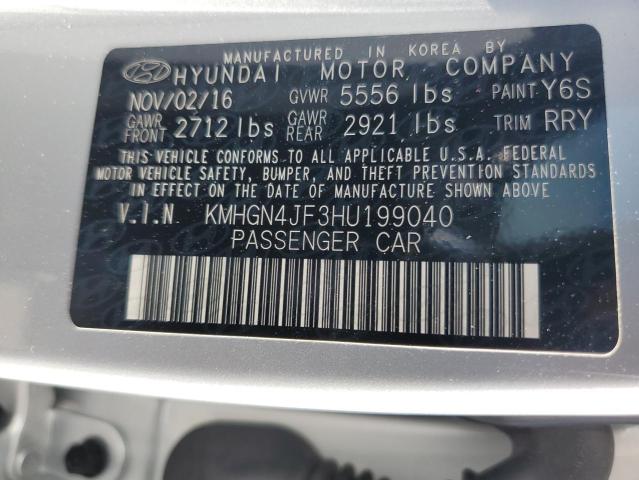 MANUFACTURED IN KOREA BY
HYUNDAI MOTOR COMPANY
NOV/02/16 GVWR 5556 lbs PAINT Y6S
GAWR FRONT 2712 lbs GAWR REAR 2921 lbs TRIM RRY
THIS VEHICLE CONFORMS TO ALL APPLICABLE U.S.A. FEDERAL
MOTOR VEHICLE SAFETY, BUMPER, AND THEFT PREVENTION STANDARDS
IN EFFECT ON THE DATE OF MANUFACTURE SHOWN ABOVE
V.I.N. KMHGN4JF3HU199040
PASSENGER CAR